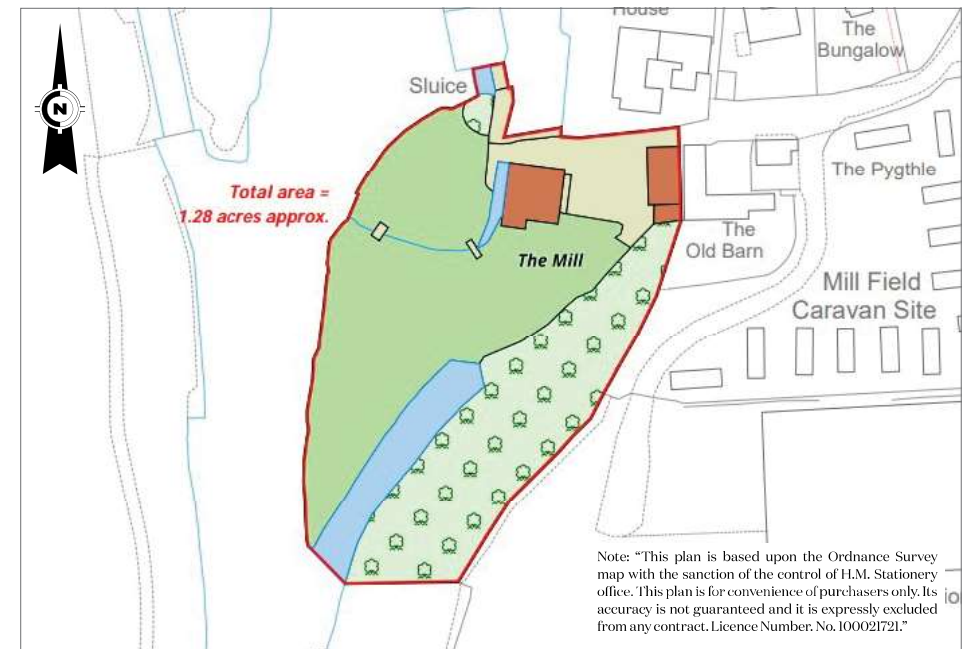 House
The
Bungalow
Sluice
N
The Pygthle
Total area =
1.28 acres approx.
The
Old Barn
The Mill
Mill Field
Caravan Site
Note: “This plan is based upon the Ordnance Survey
map with the sanction of the control of H.M. Stationery
office. This plan is for convenience of purchasers only. Its
accuracy is not guaranteed and it is expressly excluded
from any contract. Licence Number. No. 100021721.”